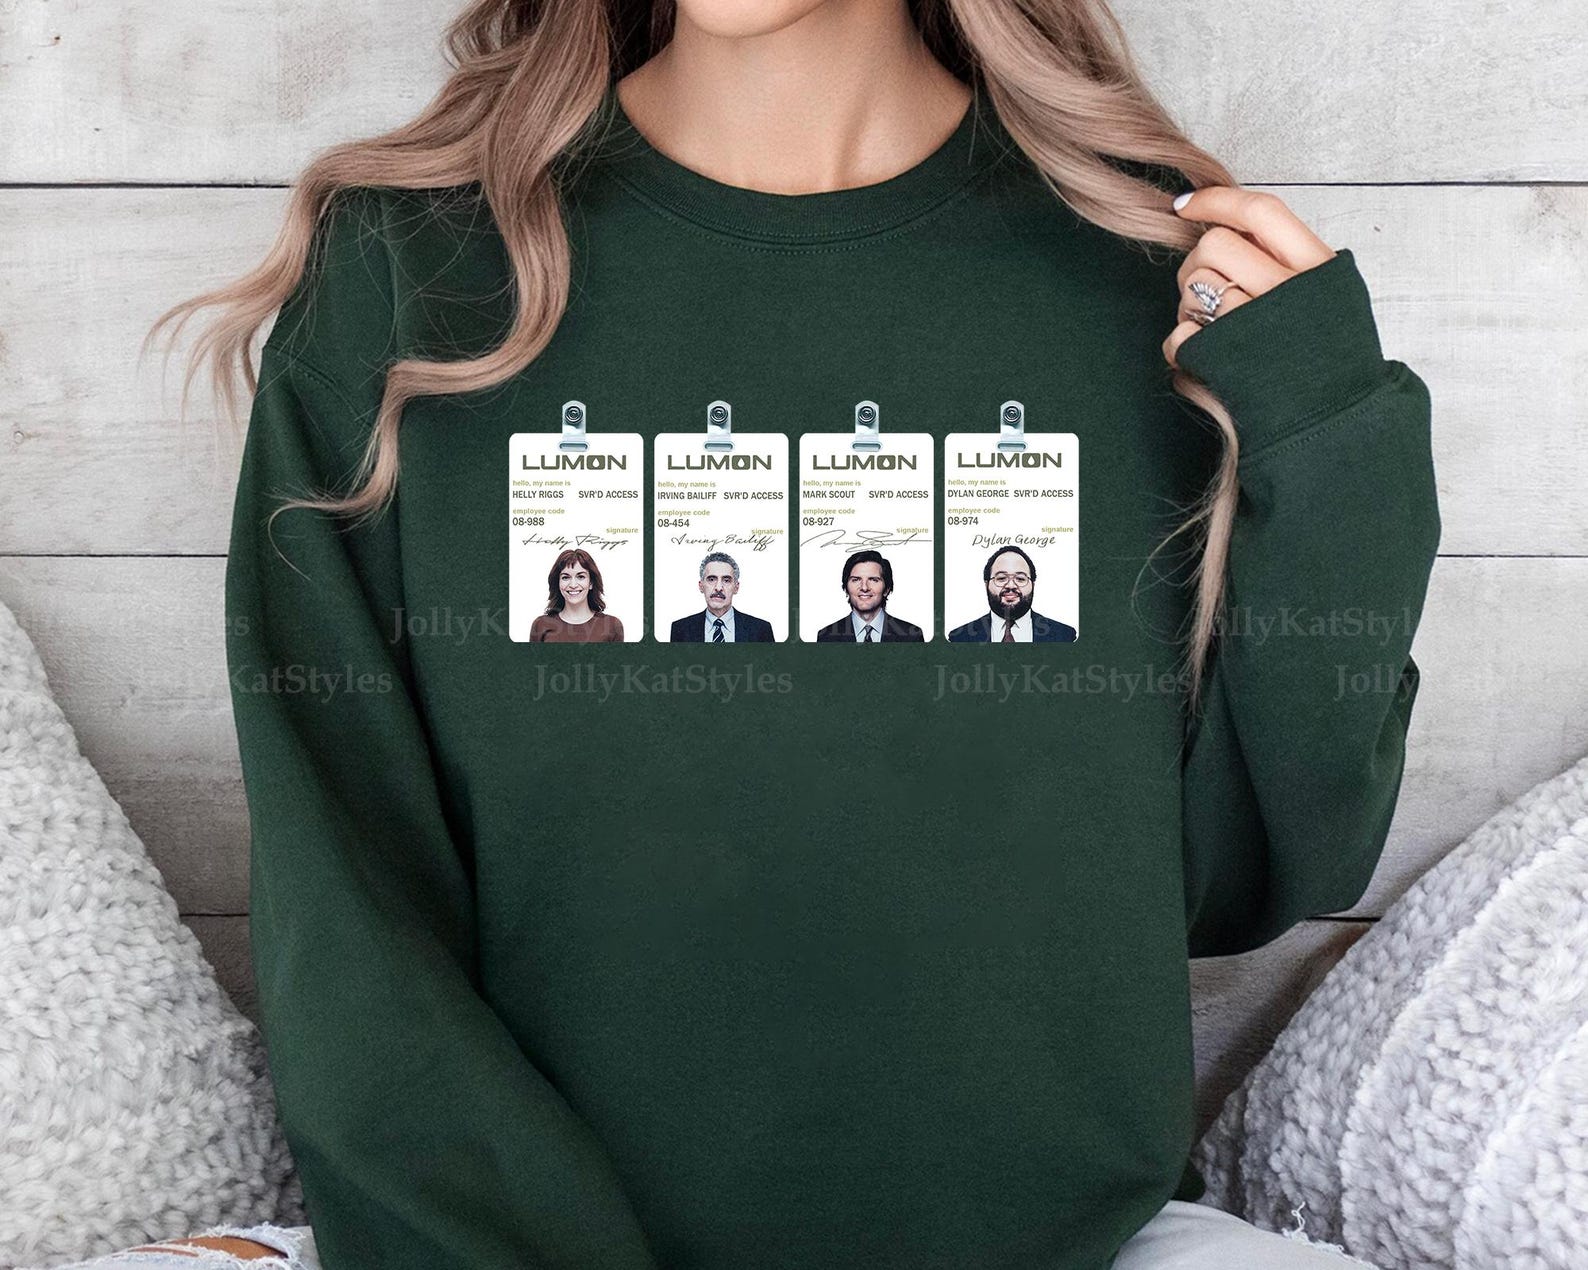 LUMON
hello, my name is
HELLY RIGGS SVR'D ACCESS
employee code
08-988
signature
Helly Riggs
LUMON
hello, my name is
IRVING BAILIFF SVR'D ACCESS
employee code
08-454
signature
Irving Bailiff
LUMON
hello, my name is
MARK SCOUT SVR'D ACCESS
employee code
08-927
signature
LUMON
hello, my name is
DYLAN GEORGE SVR'D ACCESS
employee code
08-974
signature
Dylan George
JollyKatStyles JollyKatStyles